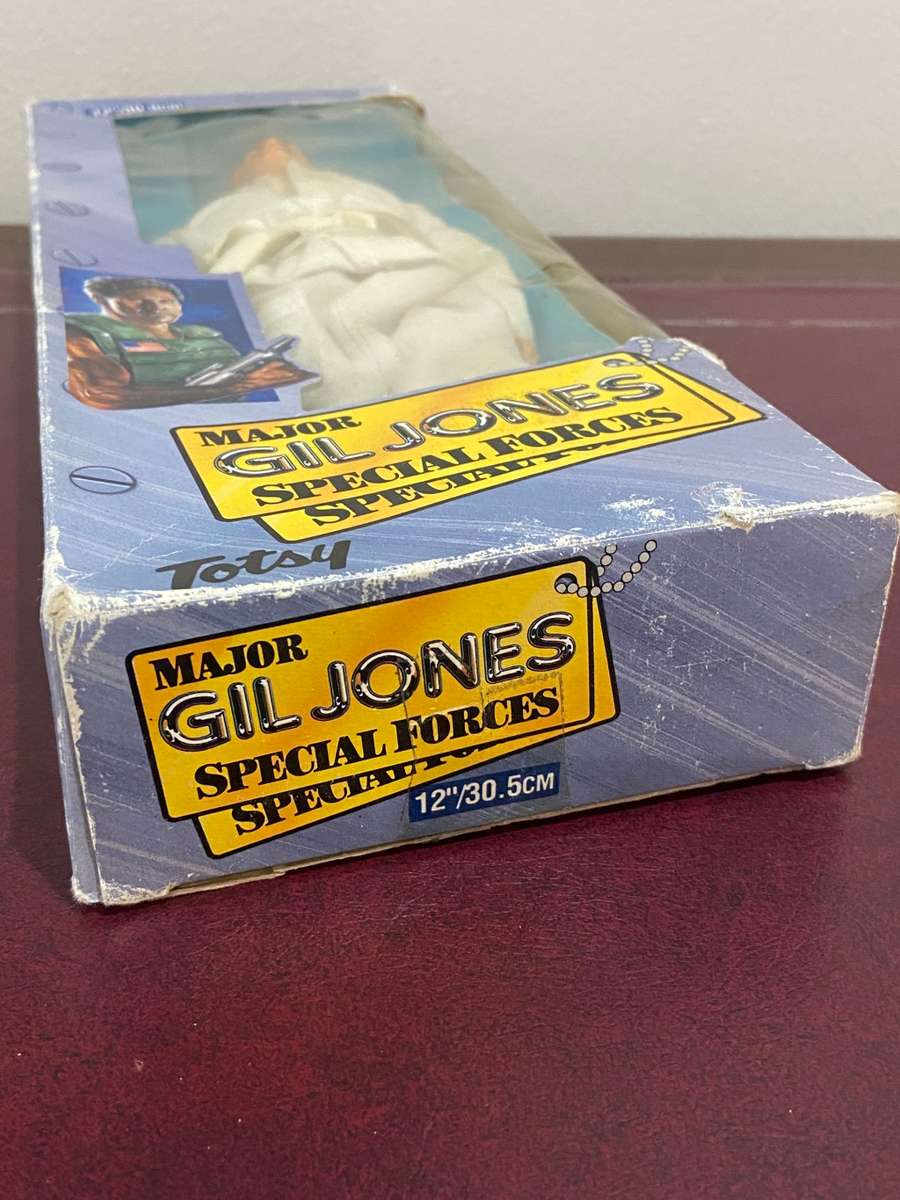 MAJOR
GIL JONES
SPECIAL FORCES
Totsy
MAJOR
GIL JONES
SPECIAL FORCES
12"/30.5CM